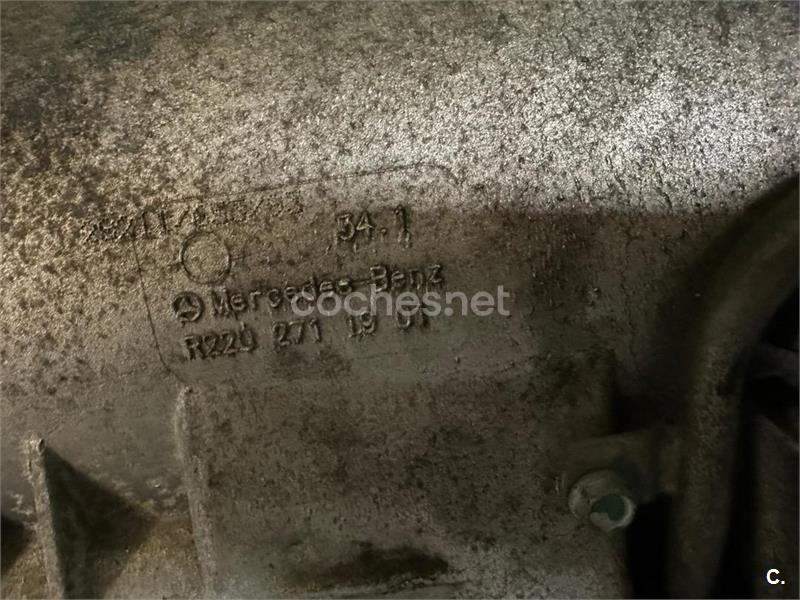 34.1
Mercedes-Benz
coches.net
R220 271 19 01
C.